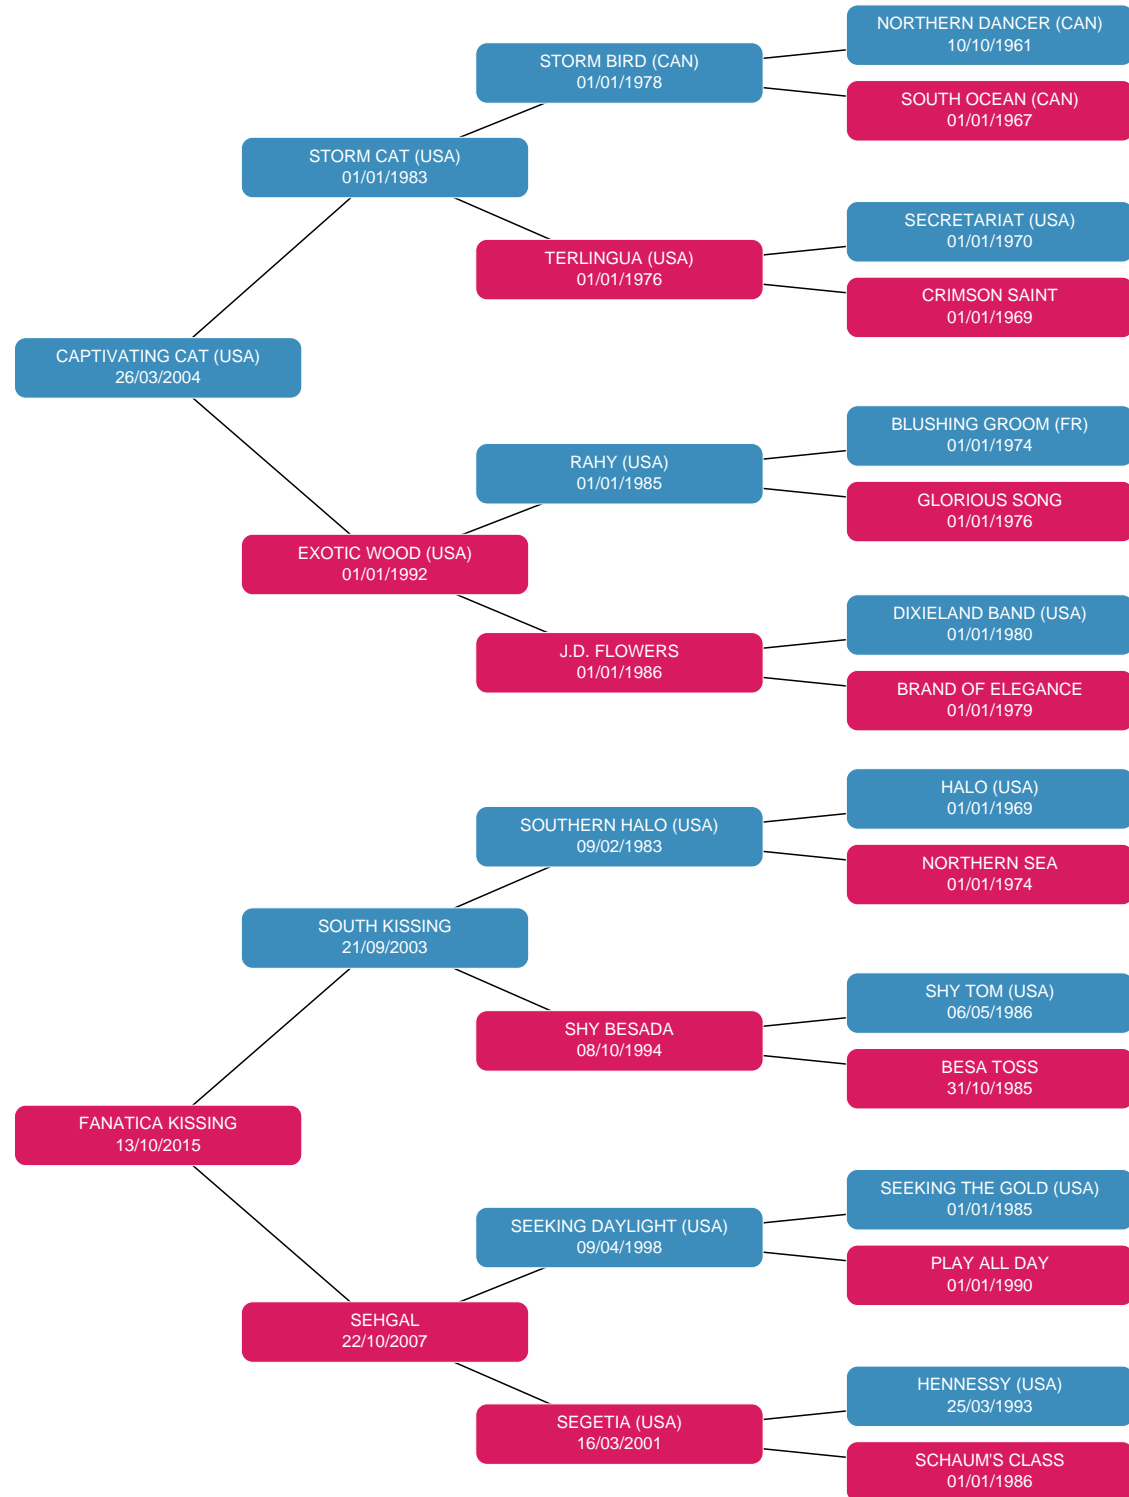 NORTHERN DANCER (CAN)
10/10/1961
STORM BIRD (CAN)
01/01/1978
SOUTH OCEAN (CAN)
01/01/1967
STORM CAT (USA)
01/01/1983
SECRETARIAT (USA)
01/01/1970
TERLINGUA (USA)
01/01/1976
CRIMSON SAINT
01/01/1969
CAPTIVATING CAT (USA)
26/03/2004
BLUSHING GROOM (FR)
01/01/1974
RAHY (USA)
01/01/1985
GLORIOUS SONG
01/01/1976
EXOTIC WOOD (USA)
01/01/1992
DIXIELAND BAND (USA)
01/01/1980
J.D. FLOWERS
01/01/1986
BRAND OF ELEGANCE
01/01/1979
HALO (USA)
01/01/1969
SOUTHERN HALO (USA)
09/02/1983
NORTHERN SEA
01/01/1974
SOUTH KISSING
21/09/2003
SHY TOM (USA)
06/05/1986
SHY BESADA
08/10/1994
BESA TOSS
31/10/1985
FANATICA KISSING
13/10/2015
SEEKING THE GOLD (USA)
01/01/1985
SEEKING DAYLIGHT (USA)
09/04/1998
PLAY ALL DAY
01/01/1990
SEHGAL
22/10/2007
HENNESSY (USA)
25/03/1993
SEGETIA (USA)
16/03/2001
SCHAUM'S CLASS
01/01/1986